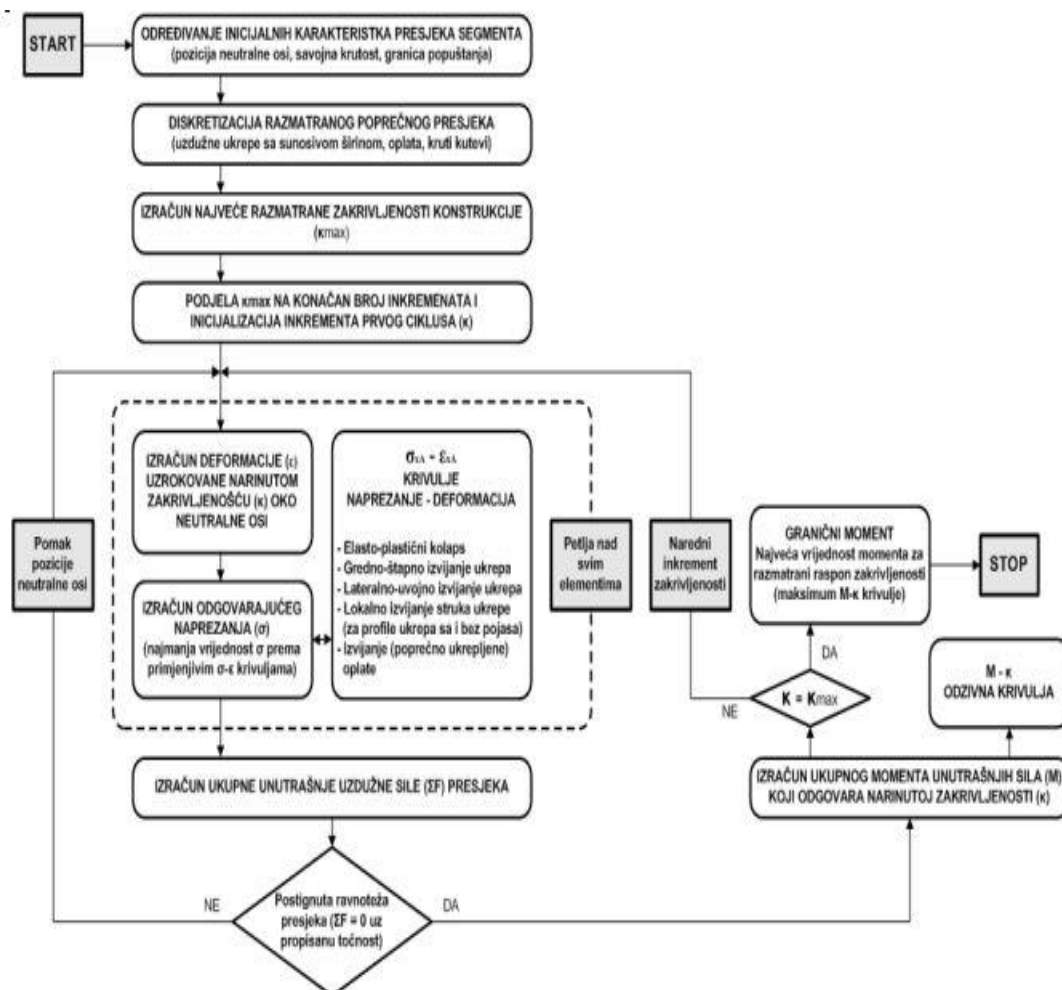 START
ODREĐIVANJE INICIJALNIH KARAKTERISTKA PRESJEKA SEGMENTA
(pozicija neutralne osi, savojna krutost, granica popuštanja)
DISKRETIZACIJA RAZMATRANOG POPREČNOG PRESJEKA
(uzdužne ukrepe sa sunosivom širinom, oplata, kruti kutevi)
IZRAČUN NAJVEĆE RAZMATRANE ZAKRIVLJENOSTI KONSTRUKCIJE
(κmax)
PODJELA κmax NA KONAČAN BROJ INKREMENATA I
INICIJALIZACIJA INKREMENTA PRVOG CIKLUSA (κ)
IZRAČUN DEFORMACIJE (ε)
UZROKOVANE NARINUTOM
ZAKRIVLJENOŠĆU (κ) OKO
NEUTRALNE OSI
IZRAČUN ODGOVARAJUĆEG
NAPREZANJA (σ)
(najmanja vrijednost σ prema
primjenjivim σ-ε krivuljama)
σxA - εxA
KRIVULJE
NAPREZANJE - DEFORMACIJA
- Elasto-plastični kolaps
- Gredno-štapno izvijanje ukrepa
- Lateralno-uvojno izvijanje ukrepa
- Lokalno izvijanje struka ukrepe
(za profile ukrepa sa i bez pojasa)
- Izvijanje (poprečno ukrepljene)
oplate
Pomak
pozicije
neutralne osi
Petlja nad
svim
elementima
Naredni
inkrement
zakrivljenosti
GRANIČNI MOMENT
Najveća vrijednost momenta za
razmatrani raspon zakrivljenosti
(maksimum M-κ krivulje)
STOP
DA
NE
K = Kmax
M - κ
ODZIVNA KRIVULJA
IZRAČUN UKUPNE UNUTRAŠNJE UZDUŽNE SILE (ΣF) PRESJEKA
IZRAČUN UKUPNOG MOMENTA UNUTRAŠNJIH SILA (M)
KOJI ODGOVARA NARINUTOJ ZAKRIVLJENOSTI (κ)
NE
Postignuta ravnoteža
presjeka (ΣF = 0 uz
propisanu točnost)
DA